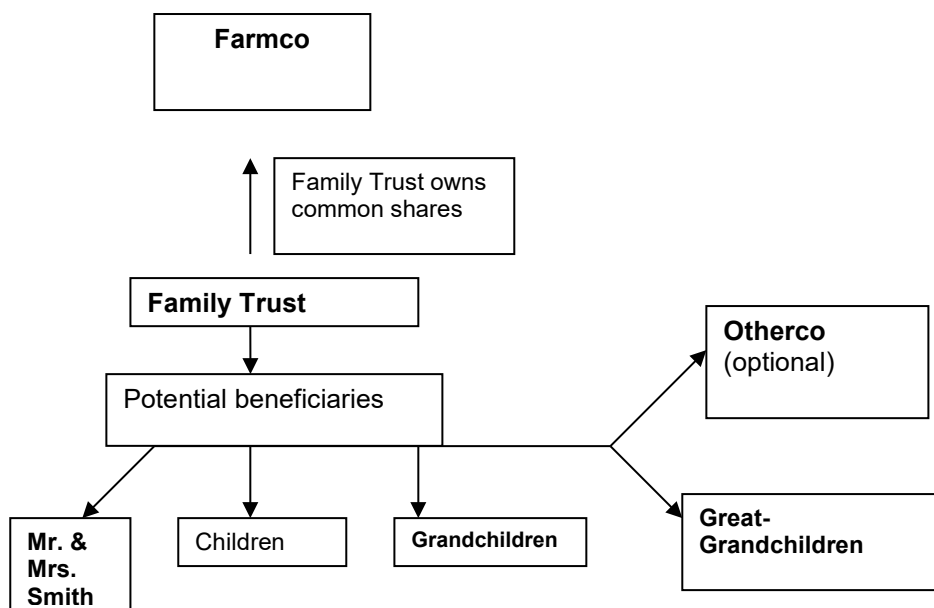 Farmco
Family Trust owns
common shares
Family Trust
Otherco
(optional)
Potential beneficiaries
Mr. &
Mrs.
Smith
Children
Grandchildren
Great-
Grandchildren